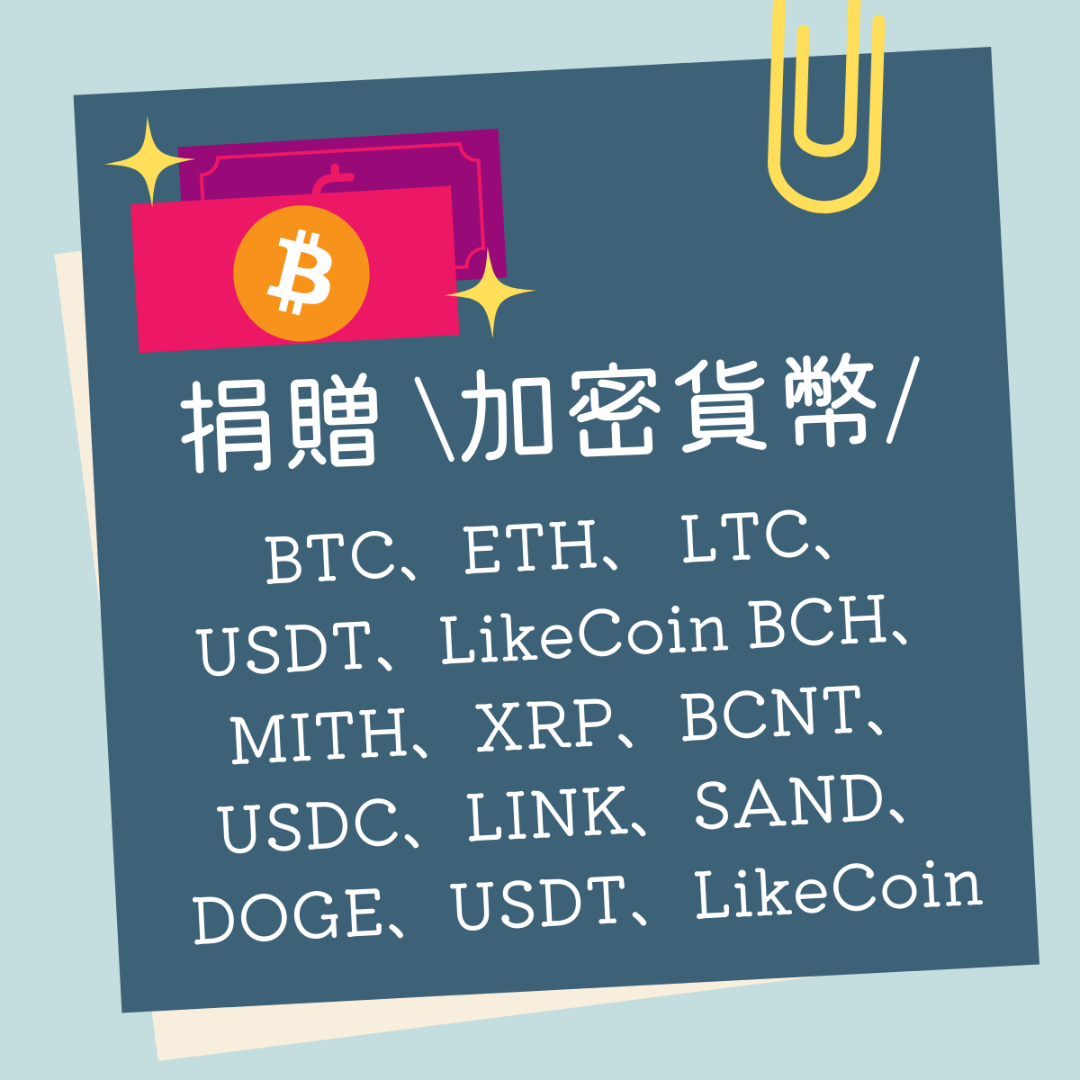 捐贈 \加密貨幣/
BTC、ETH、 LTC、
USDT、LikeCoin BCH、
MITH、XRP、BCNT、
USDC、LINK、SAND、
DOGE、USDT、LikeCoin